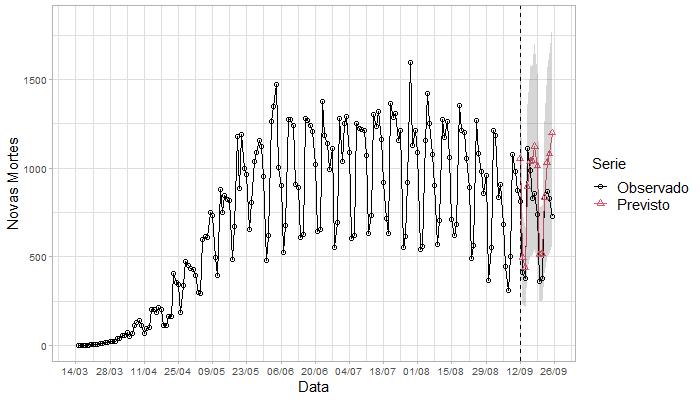 1500
1000
500
0
Novas Mortes
14/03 28/03 11/04 25/04 09/05 23/05 06/06 20/06 04/07 18/07 01/08 15/08 29/08 12/09 26/09
Data
Serie
Observado
Previsto